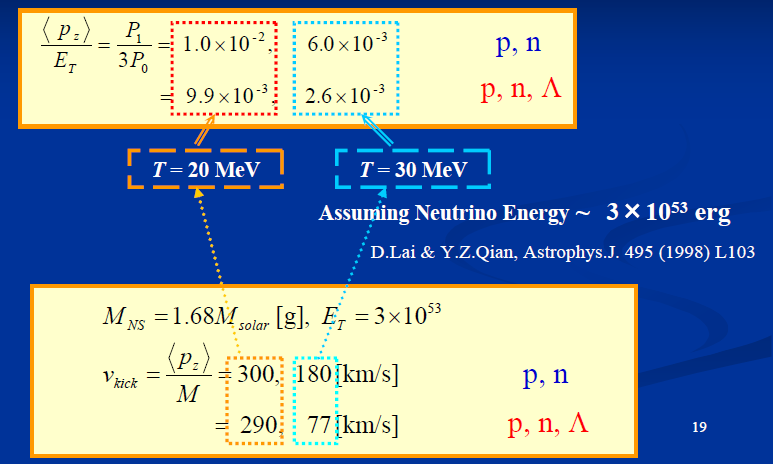 ⟨p_z⟩/E_T = P_1/3P_0 = 1.0×10^-2, 6.0×10^-3 p, n
= 9.9×10^-3, 2.6×10^-3 p, n, Λ
T = 20 MeV T = 30 MeV
Assuming Neutrino Energy ~ 3×10^53 erg
D.Lai & Y.Z.Qian, Astrophys.J. 495 (1998) L103
M_NS = 1.68M_solar [g], E_T = 3×10^53
v_kick = ⟨p_z⟩/M = 300, 180 [km/s] p, n
= 290, 77 [km/s] p, n, Λ
19